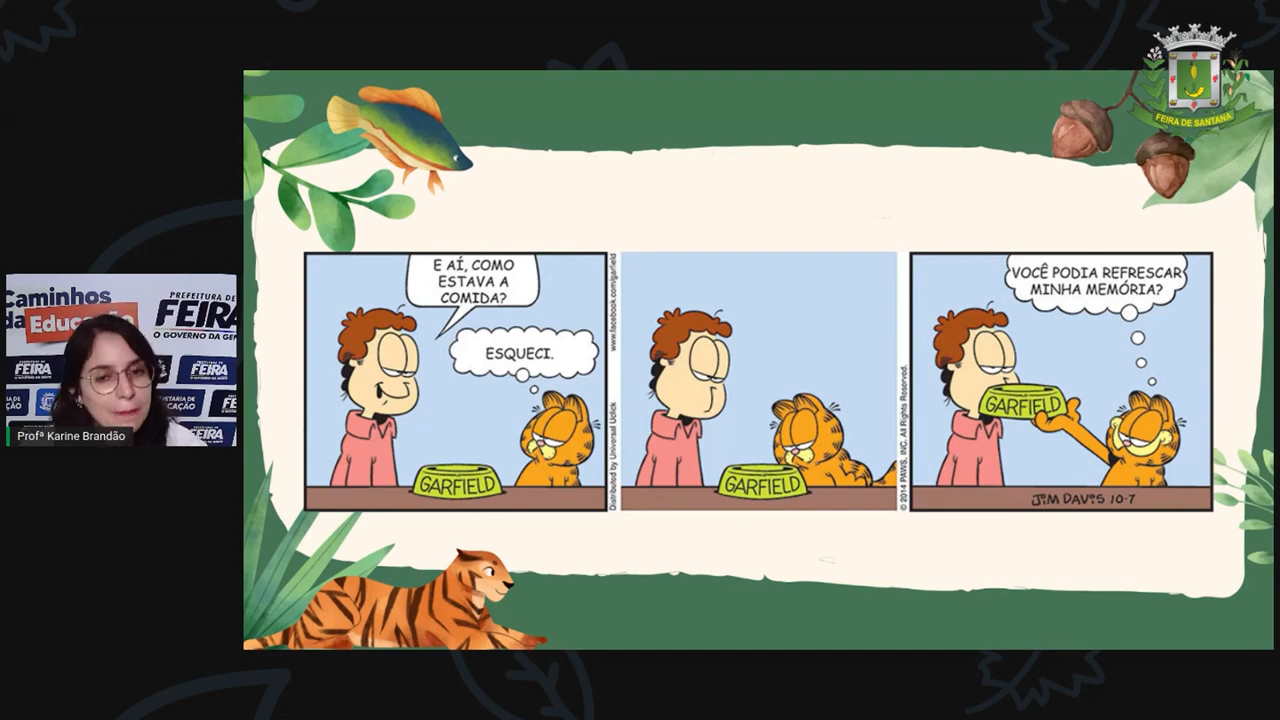 FEIRA DE SANTANA
E AÍ, COMO
ESTAVA A
COMIDA?
ESQUECI.
GARFIELD
www.facebook.com/garfield
Distributed by Universal Uclick
GARFIELD
© 2014 PAWS, INC. All Rights Reserved.
VOCÊ PODIA REFRESCAR
MINHA MEMÓRIA?
GARFIELD
JIM DAVIS 10-7
Caminhos
da Educação
PREFEITURA DE
FEIRA
O GOVERNO DA GEN
FEIRA
FEIRA
FEIRA
Profª Karine Brandão